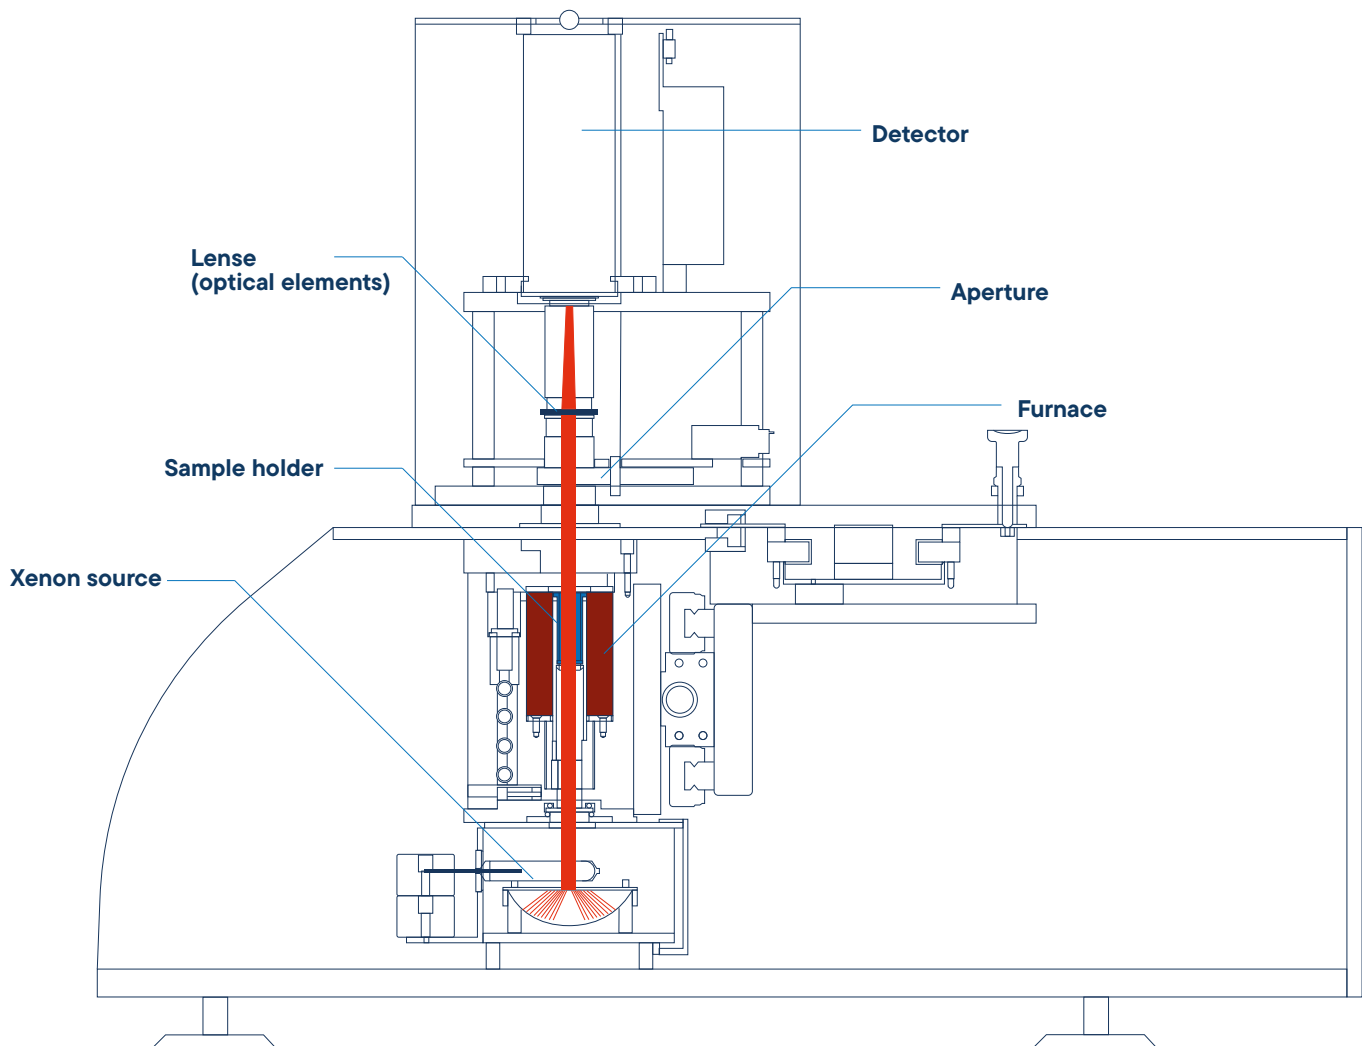 Detector
Lense
(optical elements)
Aperture
Furnace
Sample holder
Xenon source